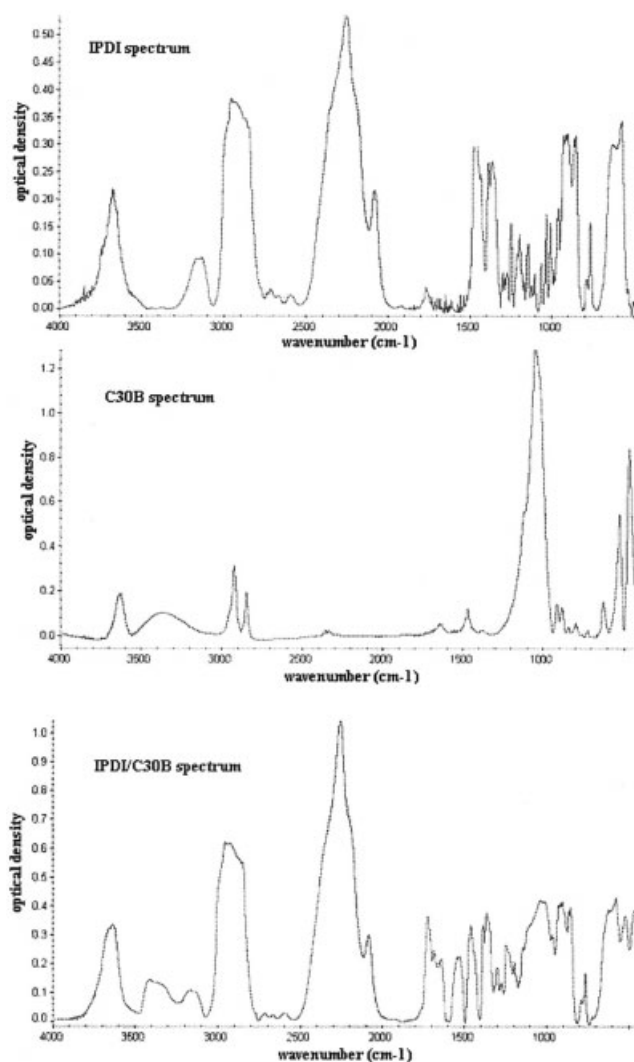 IPDI spectrum
optical density
0.50
0.45
0.40
0.35
0.30
0.25
0.20
0.15
0.10
0.05
0.00
4000 3500 3000 2500 2000 1500 1000
wavenumber (cm-1)
C30B spectrum
optical density
1.2
1.0
0.8
0.6
0.4
0.2
0.0
4000 3500 3000 2500 2000 1500 1000
wavenumber (cm-1)
IPDI/C30B spectrum
optical density
1.0
0.9
0.8
0.7
0.6
0.5
0.4
0.3
0.2
0.1
0.0
4000 3500 3000 2500 2000 1500 1000
wavenumber (cm-1)